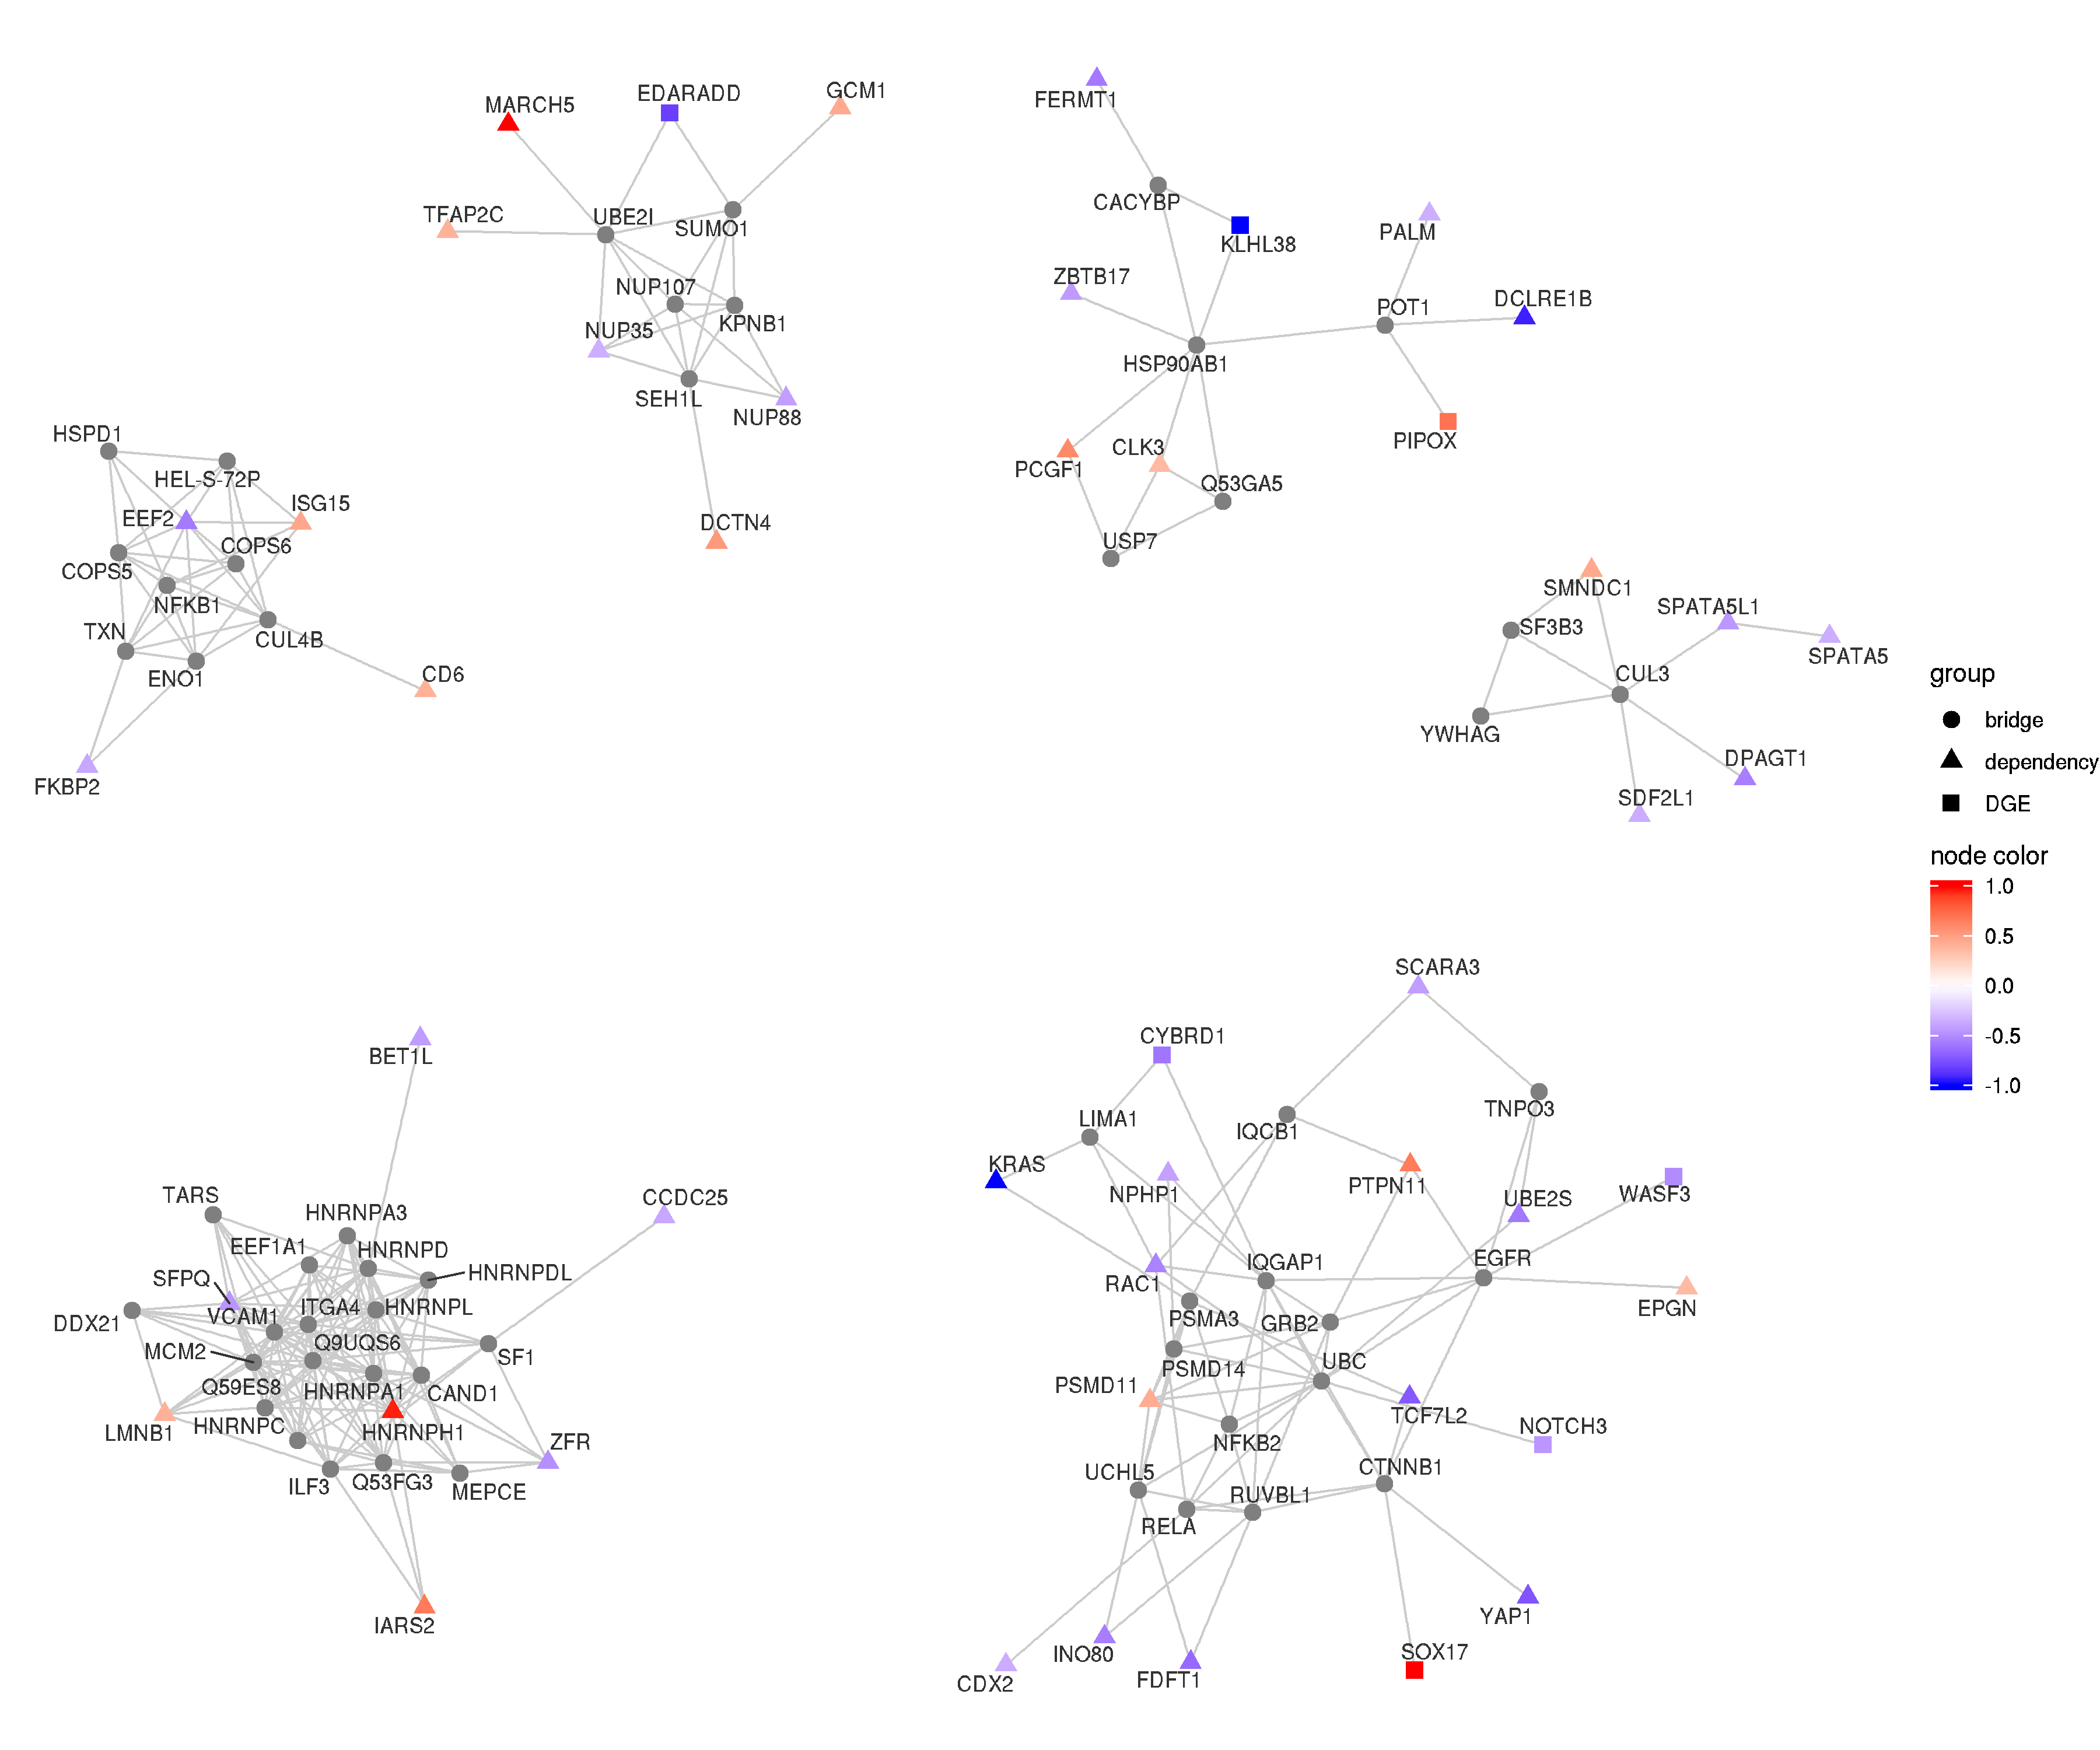 MARCH5
EDARADD
GCM1
TFAP2C
UBE2I
SUMO1
NUP107
KPNB1
NUP35
SEH1L
NUP88
DCTN4
HSPD1
HEL-S-72P
ISG15
EEF2
COPS6
COPS5
NFKB1
TXN
CUL4B
ENO1
CD6
FKBP2
FERMT1
CACYBP
KLHL38
PALM
ZBTB17
POT1
DCLRE1B
HSP90AB1
PIPOX
CLK3
PCGF1
Q53GA5
USP7
SMNDC1
SPATA5L1
SF3B3
SPATA5
CUL3
YWHAG
DPAGT1
SDF2L1
group
bridge
dependency
DGE
node color
1.0
0.5
0.0
-0.5
-1.0
BET1L
TARS
CCDC25
HNRNPA3
EEF1A1
HNRNPD
SFPQ
HNRNPDL
ITGA4
HNRNPL
VCAM1
DDX21
Q9UQS6
MCM2
SF1
Q59ES8
HNRNPA1
CAND1
HNRNPC
LMNB1
HNRNPH1
ZFR
ILF3
Q53FG3
MEPCE
IARS2
SCARA3
CYBRD1
TNPO3
LIMA1
IQCB1
KRAS
NPHP1
PTPN11
UBE2S
WASF3
IQGAP1
EGFR
RAC1
PSMA3
GRB2
EPGN
UBC
PSMD14
PSMD11
TCF7L2
NOTCH3
NFKB2
CTNNB1
UCHL5
RUVBL1
RELA
YAP1
INO80
SOX17
CDX2
FDFT1